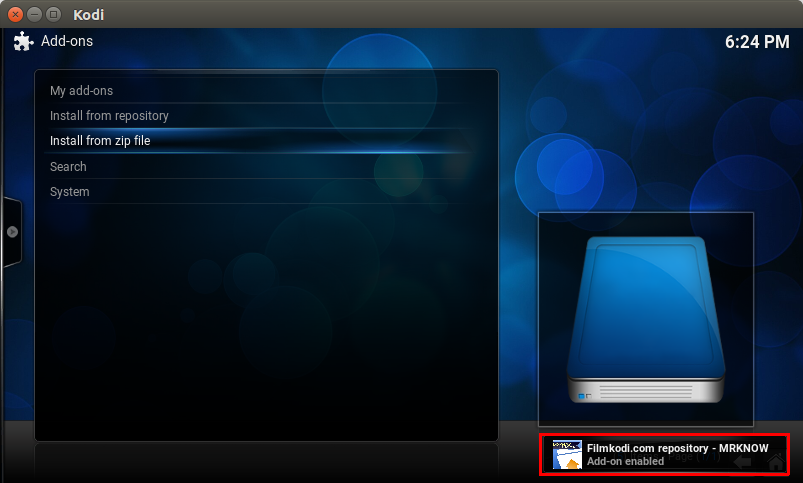 Kodi
Add-ons
6:24 PM
My add-ons
Install from repository
Install from zip file
Search
System
Filmkodi.com repository - MRKNOW
Add-on enabled